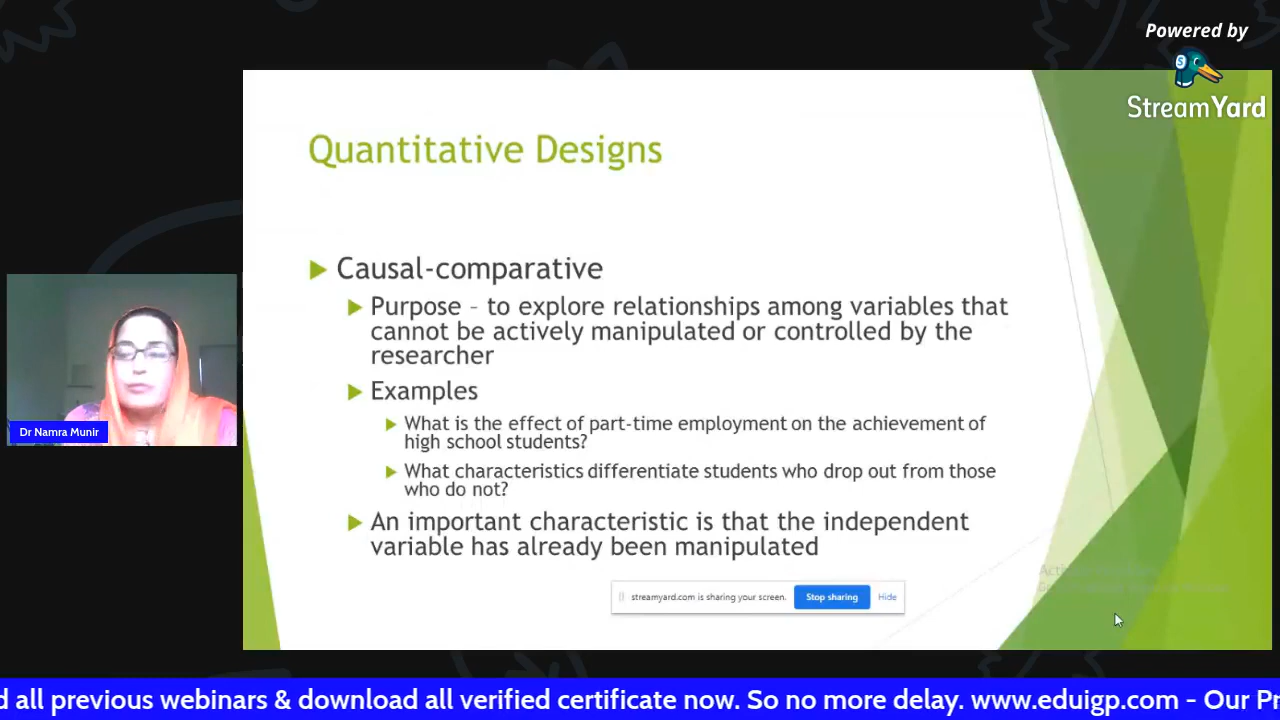 Powered by
StreamYard
Quantitative Designs
Causal-comparative
Purpose – to explore relationships among variables that
cannot be actively manipulated or controlled by the
researcher
Examples
What is the effect of part-time employment on the achievement of
high school students?
What characteristics differentiate students who drop out from those
who do not?
An important characteristic is that the independent
variable has already been manipulated
Dr Namra Munir
streamyard.com is sharing your screen.
Stop sharing
Hide
all previous webinars & download all verified certificate now. So no more delay. www.eduigp.com - Our